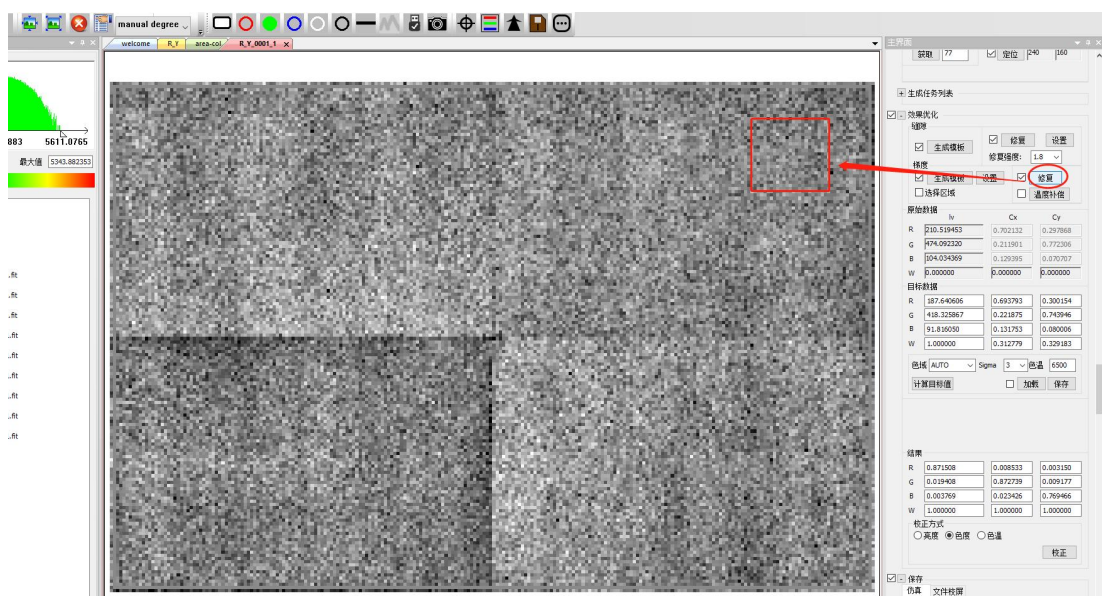 manual degree
welcome R_Y area-col R_Y_0001_1 x
883 5611.0765
最大值 5343.882353
.fit
.fit
.fit
..fit
..fit
..fit
..fit
..fit
..fit
主界面
获取 77 定位 240 160
生成任务列表
效果优化
缝隙
生成模板 修复 设置
修复强度: 1.8
梯度
生成模板 设置 修复
选择区域 温度补偿
原始数据
lv Cx Cy
R 210.519453 0.702132 0.297868
G 474.092320 0.211901 0.772306
B 104.034369 0.129395 0.070707
W 0.000000 0.000000 0.000000
目标数据
R 187.640606 0.693793 0.300154
G 418.325867 0.221875 0.743946
B 91.816050 0.131753 0.080006
W 1.000000 0.312779 0.329183
色域 AUTO Sigma 3 色温 6500
计算目标值 加载 保存
结果
R 0.871508 0.008533 0.003150
G 0.019408 0.872739 0.009177
B 0.003769 0.023426 0.769466
W 1.000000 1.000000 1.000000
校正方式
亮度 色度 色温
校正
保存
仿真 文件校屏